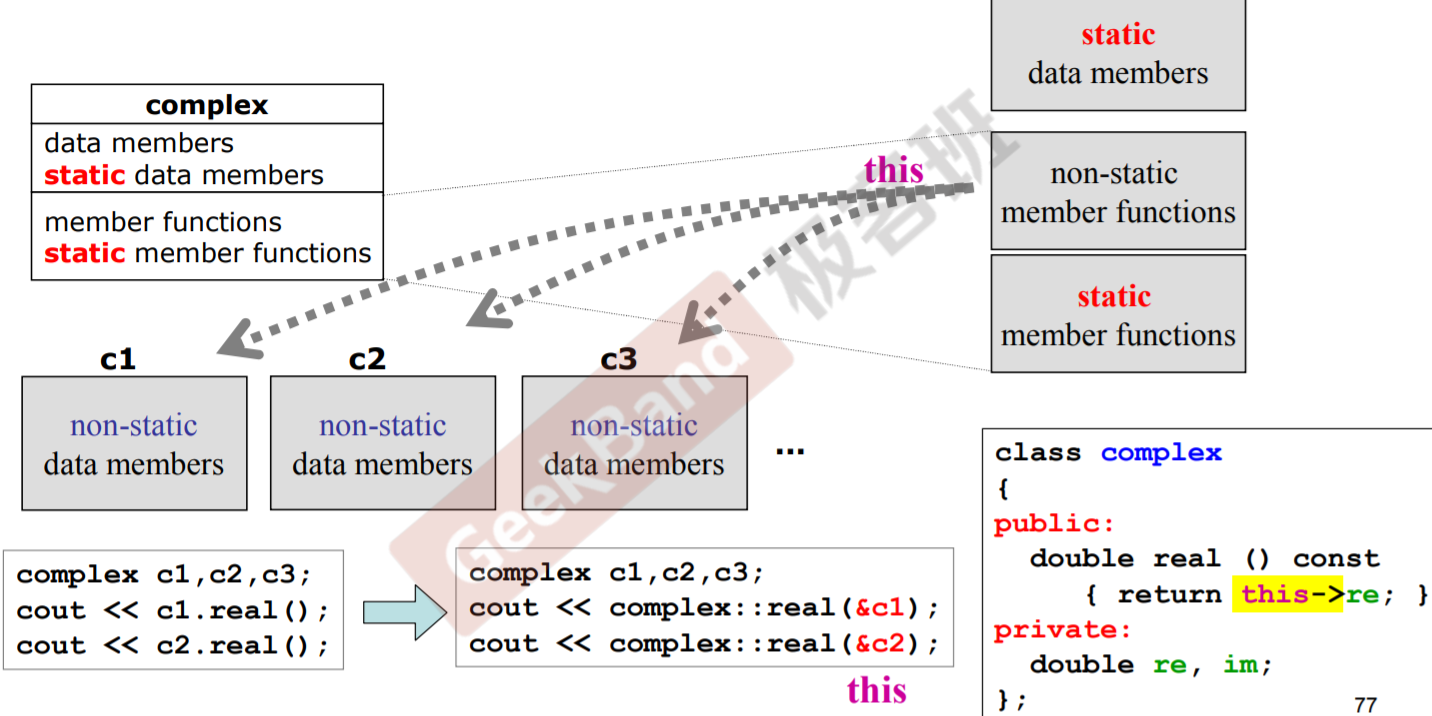 static
data members
complex
data members
static data members
member functions
static member functions
this
non-static
member functions
static
member functions
c1
c2
c3
non-static
data members
non-static
data members
non-static
data members
...
complex c1,c2,c3;
cout << c1.real();
cout << c2.real();
complex c1,c2,c3;
cout << complex::real(&c1);
cout << complex::real(&c2);
this
class complex
{
public:
double real () const
{ return this->re; }
private:
double re, im;
};
77
GeekBand 极客班